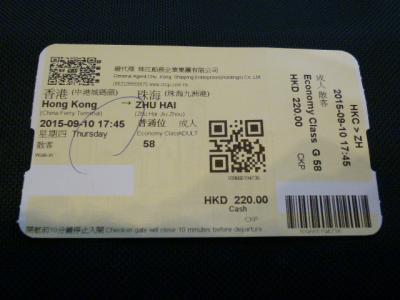 總代理 珠江船務企業集團有限公司
General Agent:Chu Kong Shipping Enterprises(Holding) Co. Ltd.
香港 (中港城碼頭) 珠海 (珠海九洲港)
Hong Kong → ZHU HAI
(China Ferry Terminal) (Zhu Hai Jiu Zhou)
2015-09-10 17:45 普通位 成人
星期四 Thursday Economy Class ADULT
散客 58
Walk-in
HKD 220.00
Cash
CKP
開航前10分鐘停止入閘 Check-in gate will close 10 minutes before departure
HKC > ZH
2015-09-10 17:45
Economy Class G 58
成人 散客
HKD 220.00
CKP